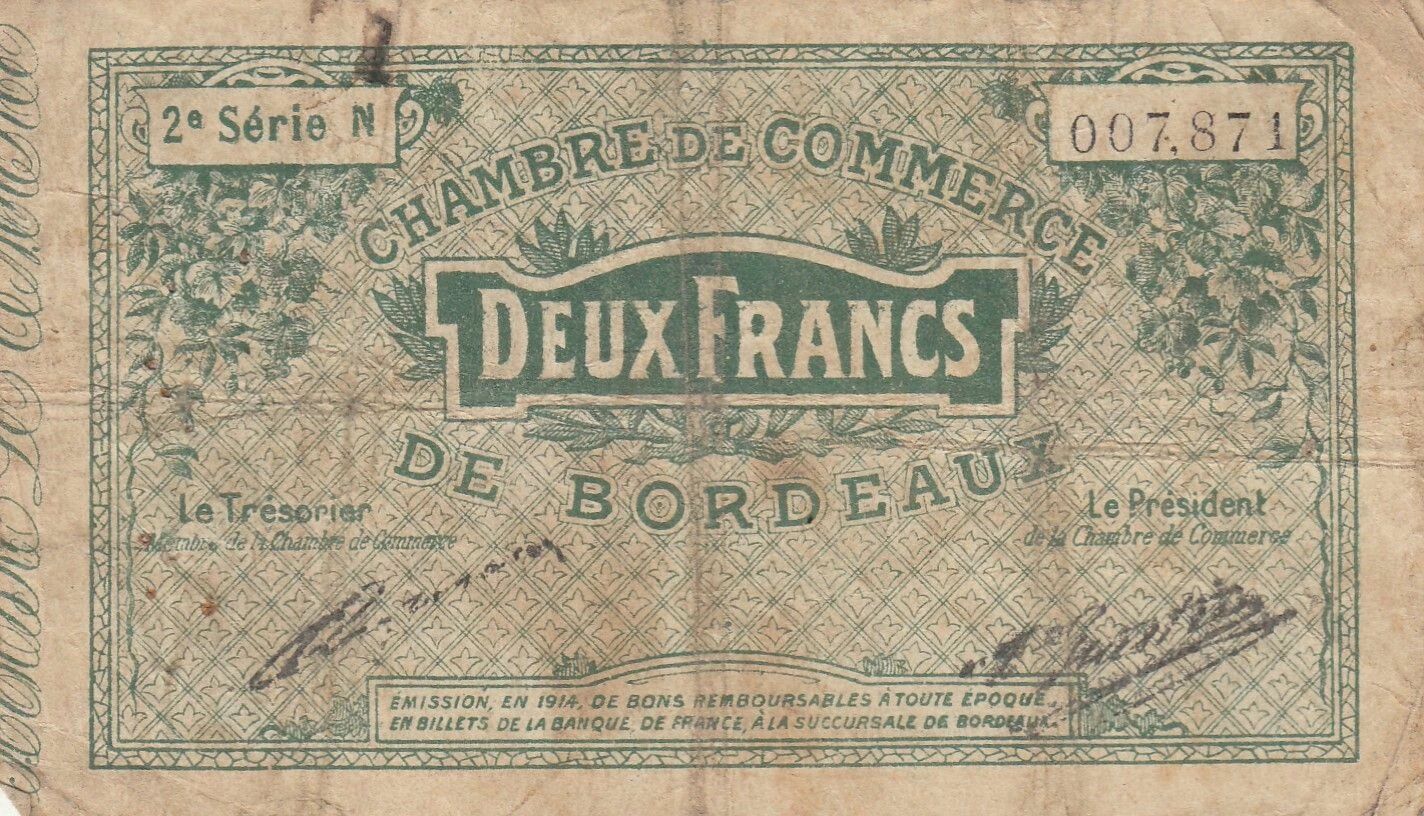 1
2e Série N
007,871
CHAMBRE DE COMMERCE
DEUX FRANCS
DE BORDEAUX
Le Trésorier
Membre de la Chambre de Commerce
Le Président
de la Chambre de Commerce
ÉMISSION, EN 1914, DE BONS REMBOURSABLES À TOUTE ÉPOQUE,
EN BILLETS DE LA BANQUE DE FRANCE, À LA SUCCURSALE DE BORDEAUX.